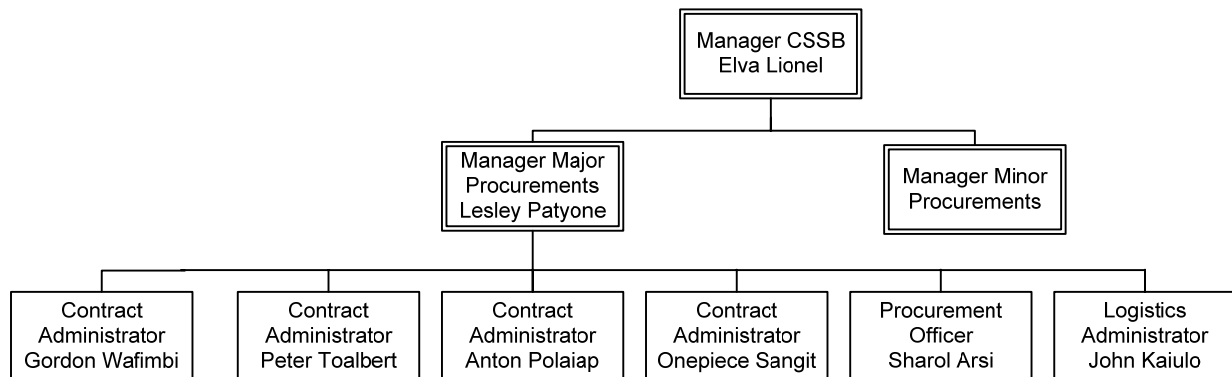 Manager CSSB
Elva Lionel
Manager Major
Procurements
Lesley Patyone
Manager Minor
Procurements
Contract
Administrator
Gordon Wafimbi
Contract
Administrator
Peter Toalbert
Contract
Administrator
Anton Polaiap
Contract
Administrator
Onepiece Sangit
Procurement
Officer
Sharol Arsi
Logistics
Administrator
John Kaiulo